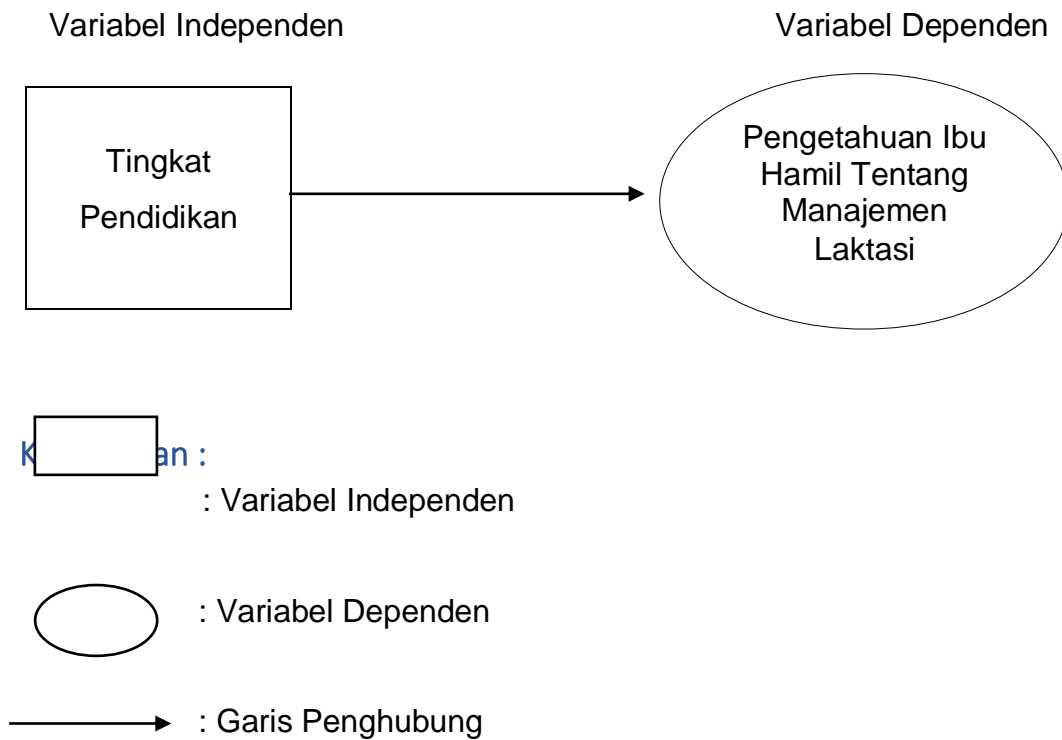 Variabel Independen Variabel Dependen
Tingkat
Pendidikan
Pengetahuan Ibu
Hamil Tentang
Manajemen
Laktasi
an :
: Variabel Independen
: Variabel Dependen
: Garis Penghubung